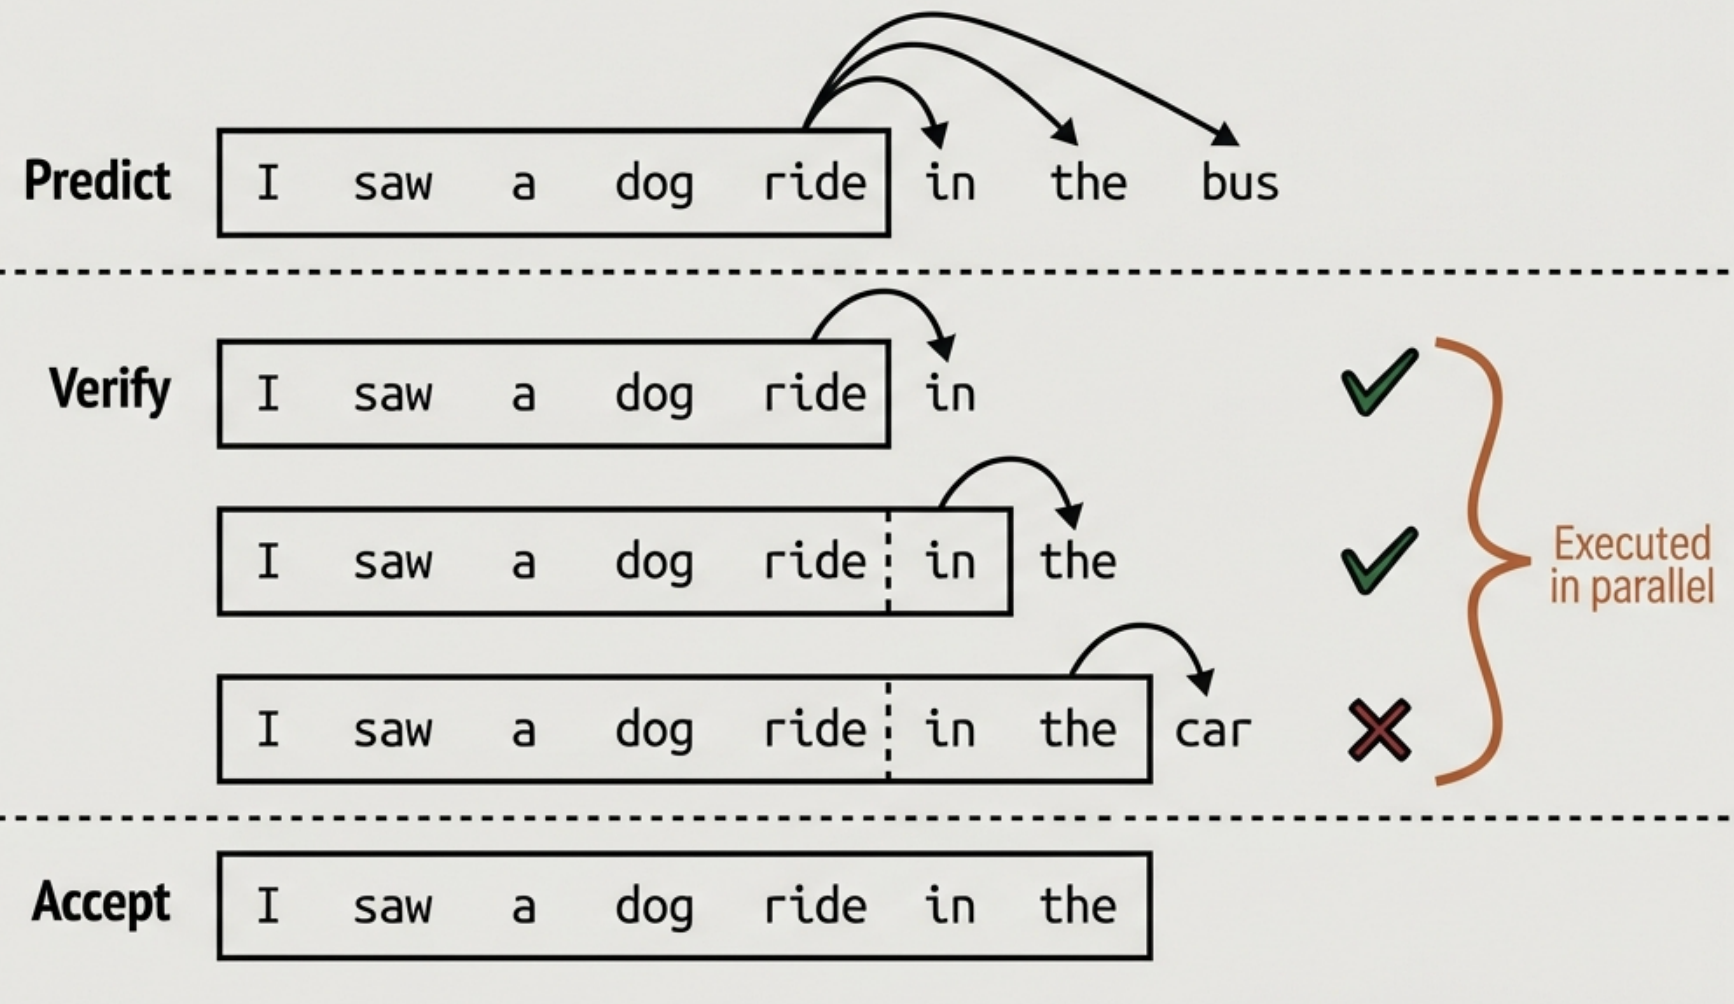 Predict I saw a dog ride in the bus
Verify I saw a dog ride in
I saw a dog ride in the
I saw a dog ride in the car
Executed
in parallel
Accept I saw a dog ride in the